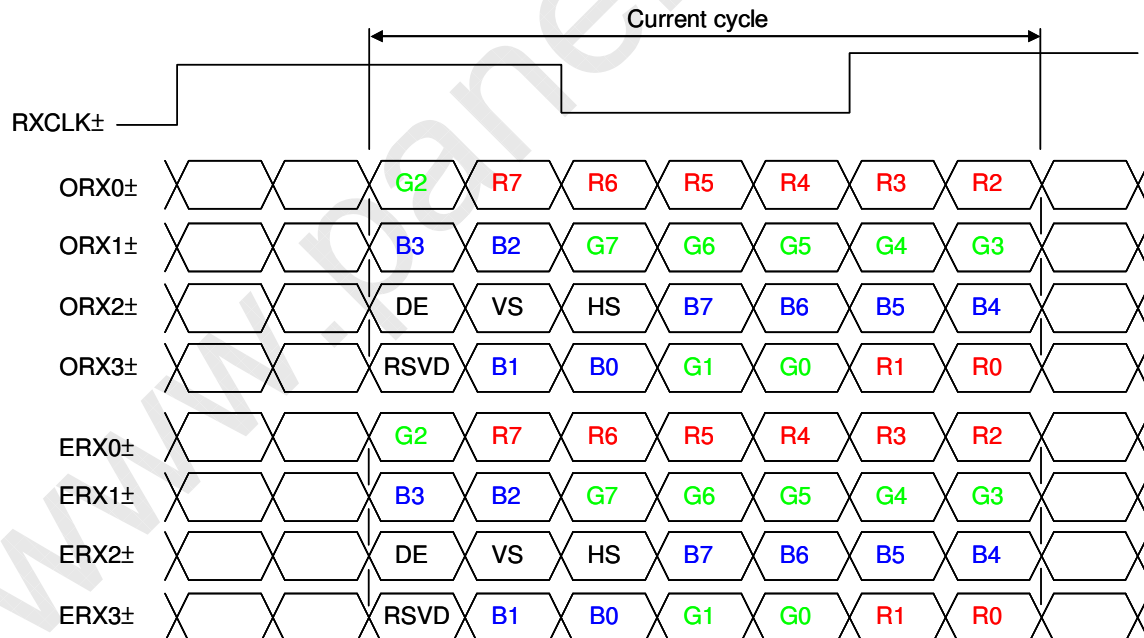 Current cycle
RXCLK±
ORX0± G2 R7 R6 R5 R4 R3 R2
ORX1± B3 B2 G7 G6 G5 G4 G3
ORX2± DE VS HS B7 B6 B5 B4
ORX3± RSVD B1 B0 G1 G0 R1 R0
ERX0± G2 R7 R6 R5 R4 R3 R2
ERX1± B3 B2 G7 G6 G5 G4 G3
ERX2± DE VS HS B7 B6 B5 B4
ERX3± RSVD B1 B0 G1 G0 R1 R0
www.pane